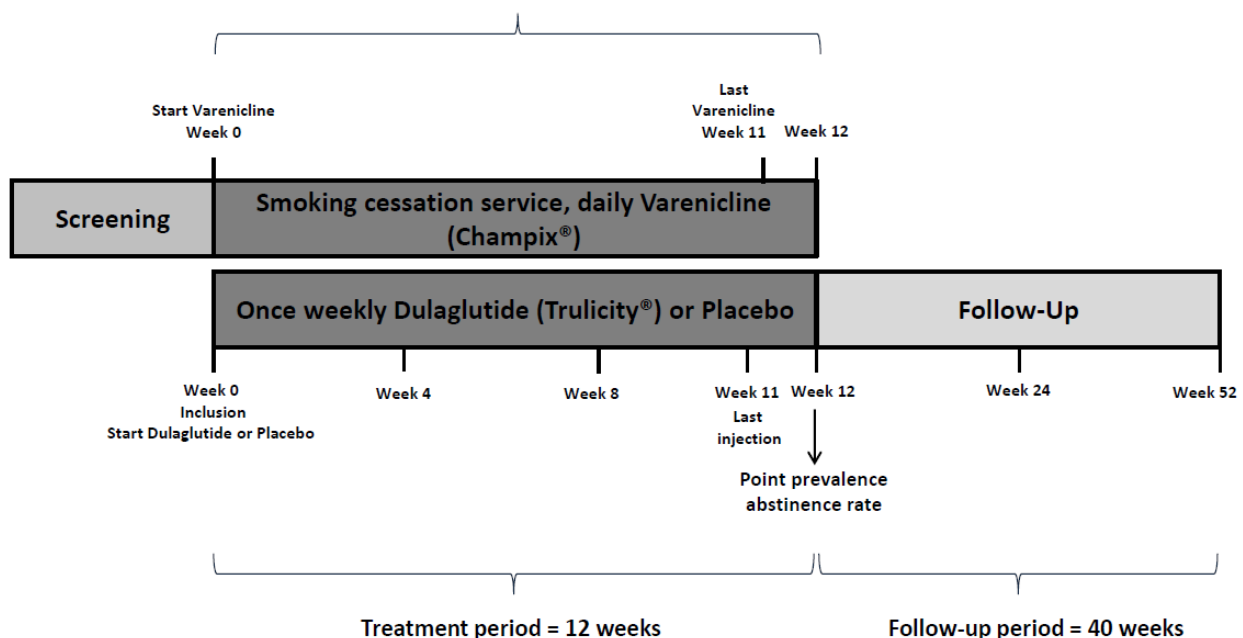 Start Varenicline
Week 0
Last
Varenicline
Week 11
Week 12
Screening
Smoking cessation service, daily Varenicline
(Champix®)
Once weekly Dulaglutide (Trulicity®) or Placebo
Follow-Up
Week 0
Inclusion
Start Dulaglutide or Placebo
Week 4
Week 8
Week 11
Last
injection
Week 12
Week 24
Week 52
Point prevalence
abstinence rate
Treatment period = 12 weeks
Follow-up period = 40 weeks